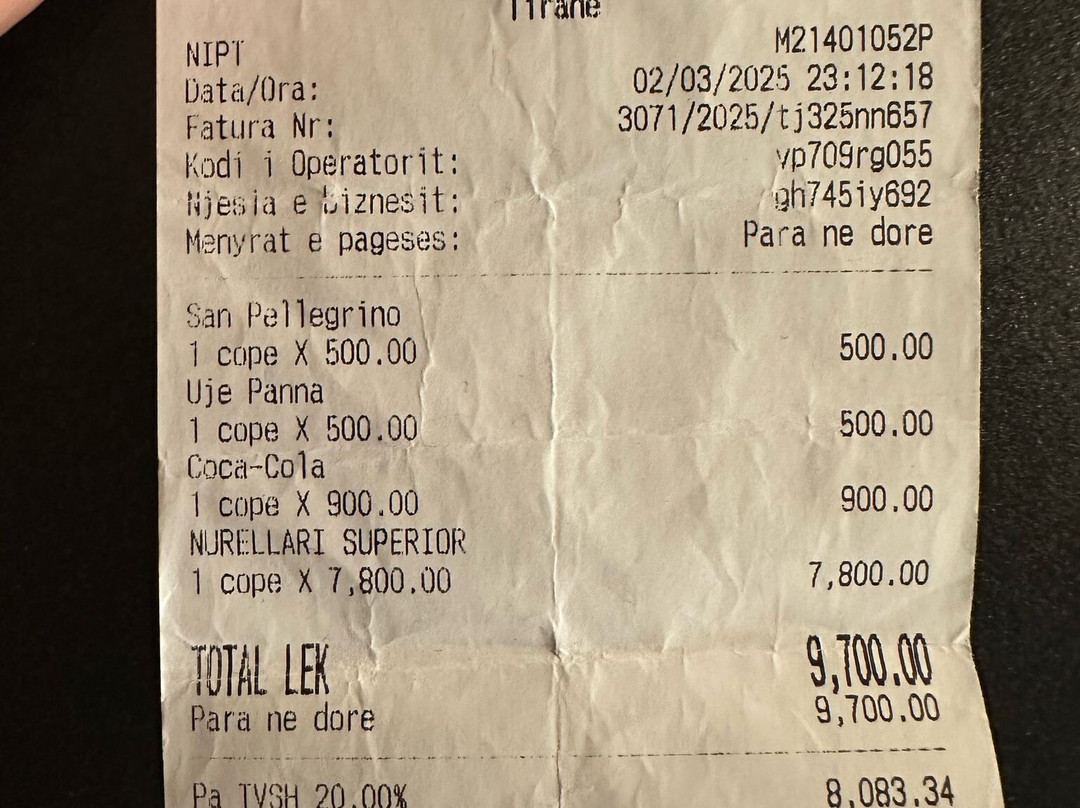 Tirane
NIPT M21401052P
Data/Ora: 02/03/2025 23:12:18
Fatura Nr: 3071/2025/tj325nn657
Kodi i Operatorit: yp709rg055
Njesia e biznesit: gh745iy692
Menyrat e pageses: Para ne dore
San Pellegrino
1 cope X 500.00 500.00
Uje Panna
1 cope X 500.00 500.00
Coca-Cola
1 cope X 900.00 900.00
NURELLARI SUPERIOR
1 cope X 7,800.00 7,800.00
TOTAL LEK 9,700.00
Para ne dore 9,700.00
Pa TVSH 20.00% 8,083.34